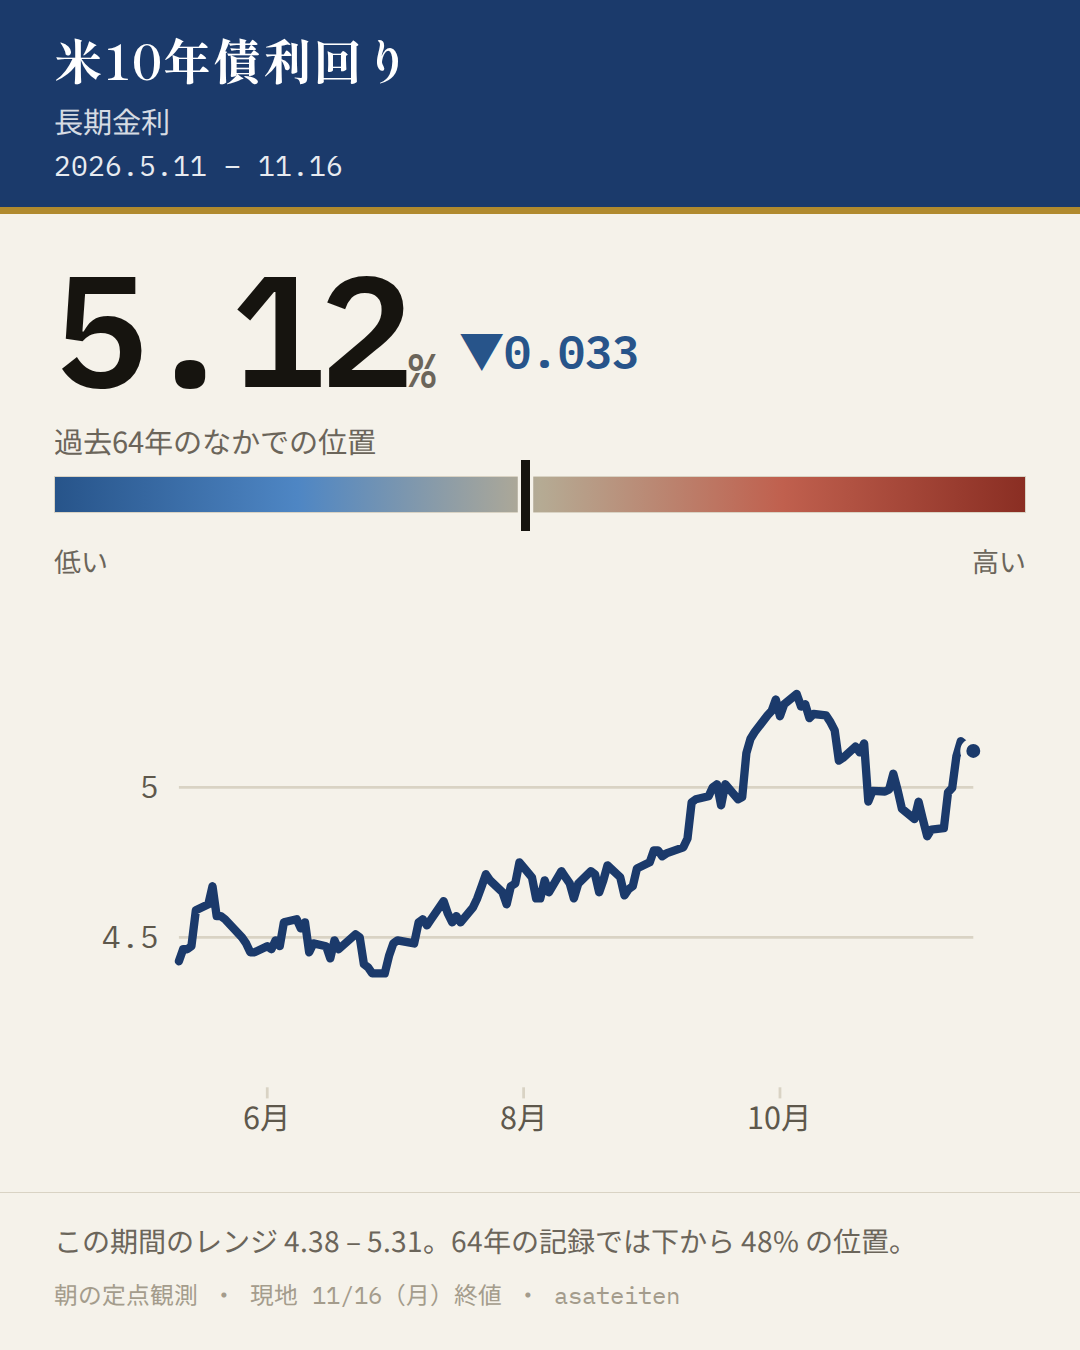 米10年債利回り
長期金利
2026.5.11 – 11.16
5.12% ▼0.033
過去64年のなかでの位置
低い 高い
5
4.5
6月 8月 10月
この期間のレンジ 4.38 – 5.31。64年の記録では下から 48% の位置。
朝の定点観測 ・ 現地 11/16（月）終値 ・ asateiten